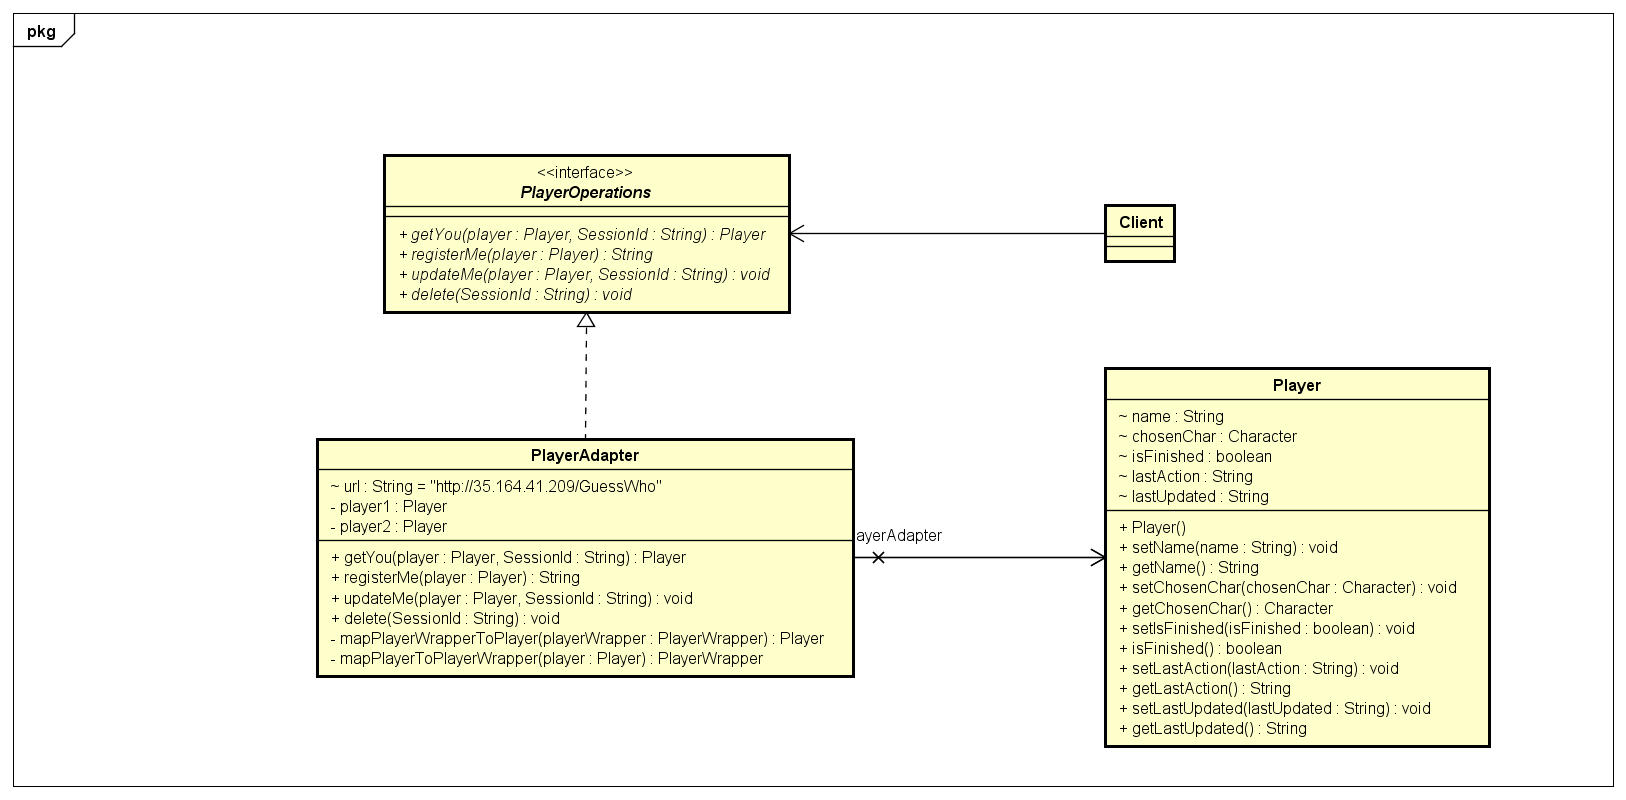 pkg
<<interface>>
PlayerOperations
+ getYou(player : Player, SessionId : String) : Player
+ registerMe(player : Player) : String
+ updateMe(player : Player, SessionId : String) : void
+ delete(SessionId : String) : void
Client
PlayerAdapter
~ url : String = "http://35.164.41.209/GuessWho"
- player1 : Player
- player2 : Player
+ getYou(player : Player, SessionId : String) : Player
+ registerMe(player : Player) : String
+ updateMe(player : Player, SessionId : String) : void
+ delete(SessionId : String) : void
- mapPlayerWrapperToPlayer(playerWrapper : PlayerWrapper) : Player
- mapPlayerToPlayerWrapper(player : Player) : PlayerWrapper
ayerAdapter
Player
~ name : String
~ chosenChar : Character
~ isFinished : boolean
~ lastAction : String
~ lastUpdated : String
+ Player()
+ setName(name : String) : void
+ getName() : String
+ setChosenChar(chosenChar : Character) : void
+ getChosenChar() : Character
+ setIsFinished(isFinished : boolean) : void
+ isFinished() : boolean
+ setLastAction(lastAction : String) : void
+ getLastAction() : String
+ setLastUpdated(lastUpdated : String) : void
+ getLastUpdated() : String